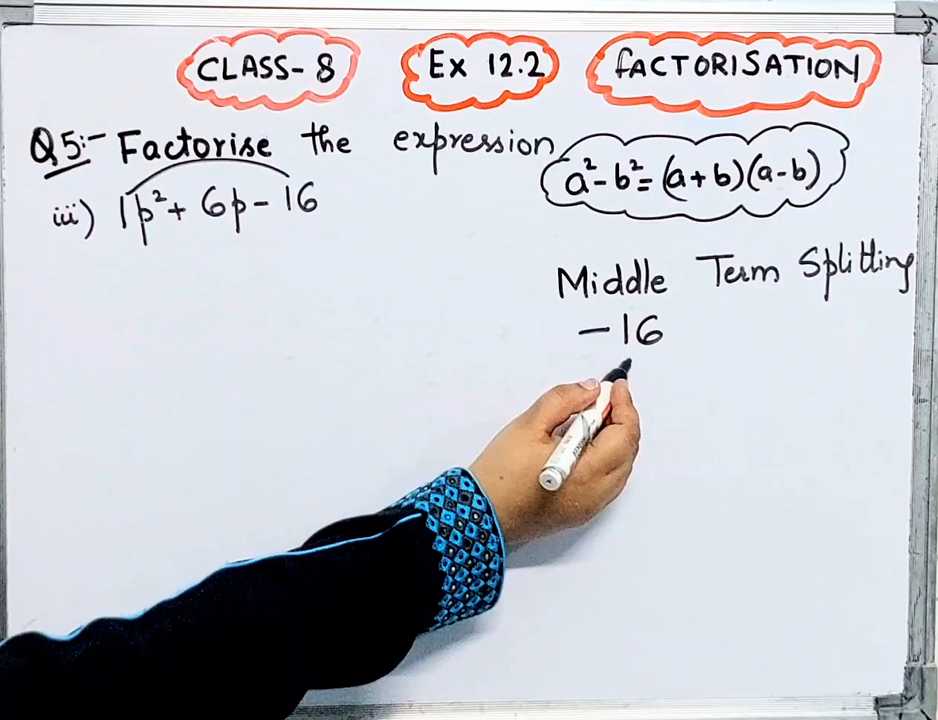 CLASS-8 Ex 12.2 FACTORISATION
Q5:- Factorise the expression
a²-b²=(a+b)(a-b)
iii) 1p²+ 6p- 16
Middle Term Splitting
-16